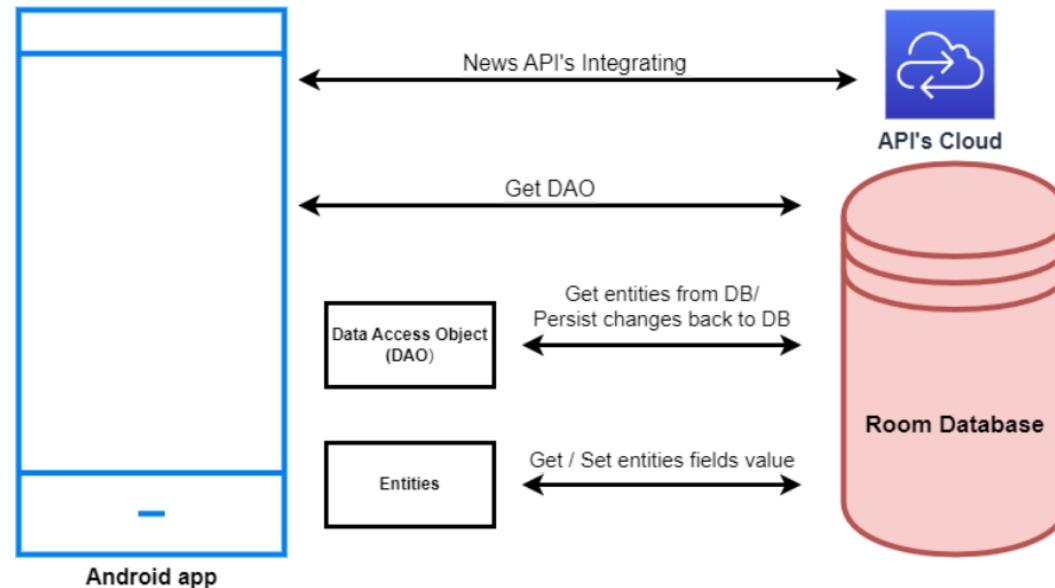 News API's Integrating
API's Cloud
Get DAO
Get entities from DB/
Persist changes back to DB
Data Access Object
(DAO)
Room Database
Get / Set entities fields value
Entities
Android app